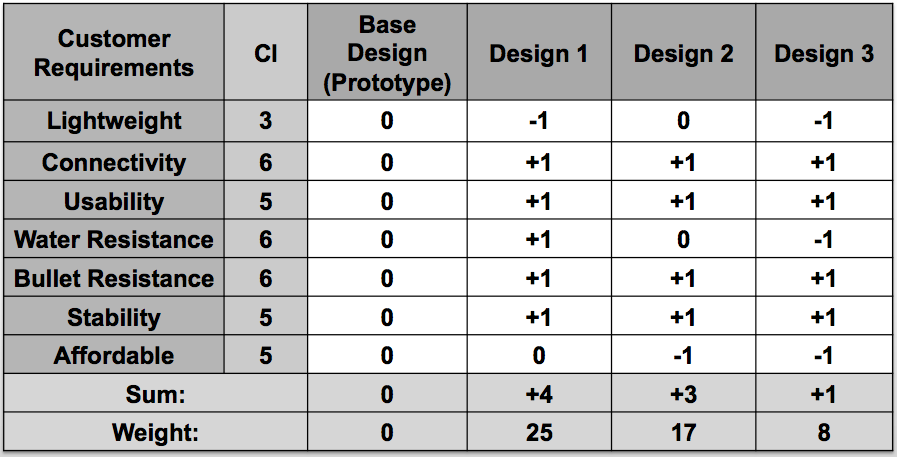 Customer Requirements CI Base Design (Prototype) Design 1 Design 2 Design 3
Lightweight 3 0 -1 0 -1
Connectivity 6 0 +1 +1 +1
Usability 5 0 +1 +1 +1
Water Resistance 6 0 +1 0 -1
Bullet Resistance 6 0 +1 +1 +1
Stability 5 0 +1 +1 +1
Affordable 5 0 0 -1 -1
Sum: 0 +4 +3 +1
Weight: 0 25 17 8